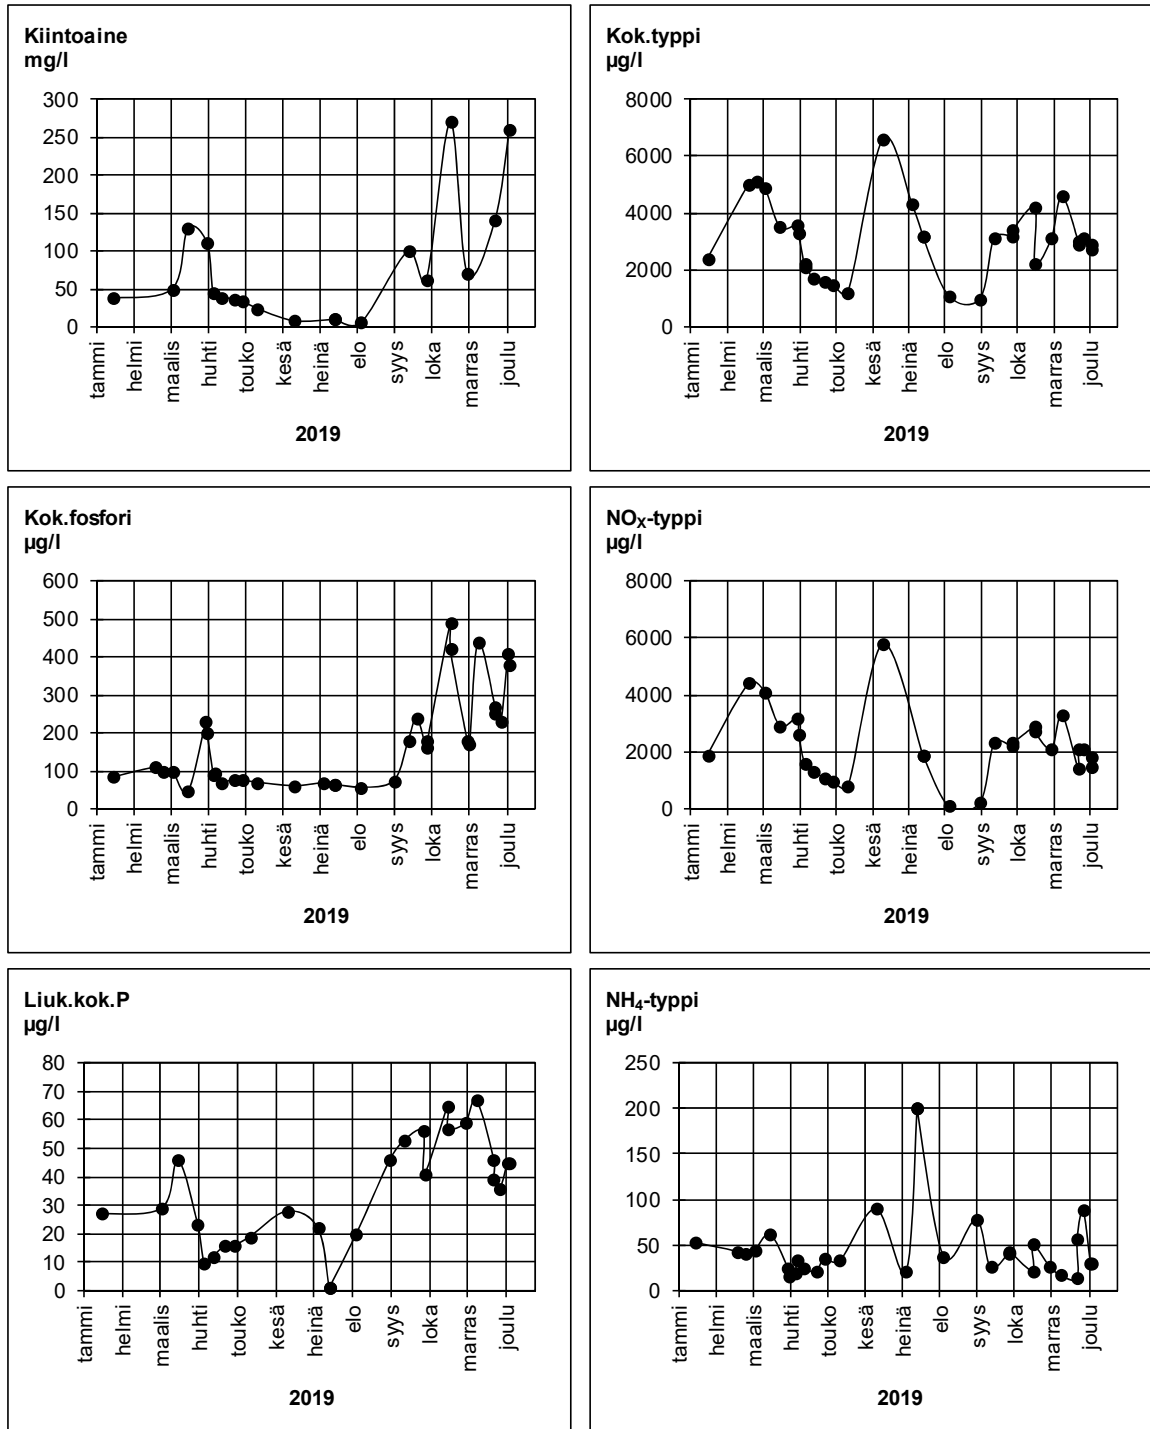 Kiintoaine
mg/l
300
250
200
150
100
50
0
tammi
helmi
maalis
huhti
touko
kesä
heinä
elo
syys
loka
marras
joulu
2019
Kok.typpi
µg/l
8000
6000
4000
2000
0
tammi
helmi
maalis
huhti
touko
kesä
heinä
elo
syys
loka
marras
joulu
2019
Kok.fosfori
µg/l
600
500
400
300
200
100
0
tammi
helmi
maalis
huhti
touko
kesä
heinä
elo
syys
loka
marras
joulu
2019
NOX-typpi
µg/l
8000
6000
4000
2000
0
tammi
helmi
maalis
huhti
touko
kesä
heinä
elo
syys
loka
marras
joulu
2019
Liuk.kok.P
µg/l
80
70
60
50
40
30
20
10
0
tammi
helmi
maalis
huhti
touko
kesä
heinä
elo
syys
loka
marras
joulu
2019
NH4-typpi
µg/l
250
200
150
100
50
0
tammi
helmi
maalis
huhti
touko
kesä
heinä
elo
syys
loka
marras
joulu
2019